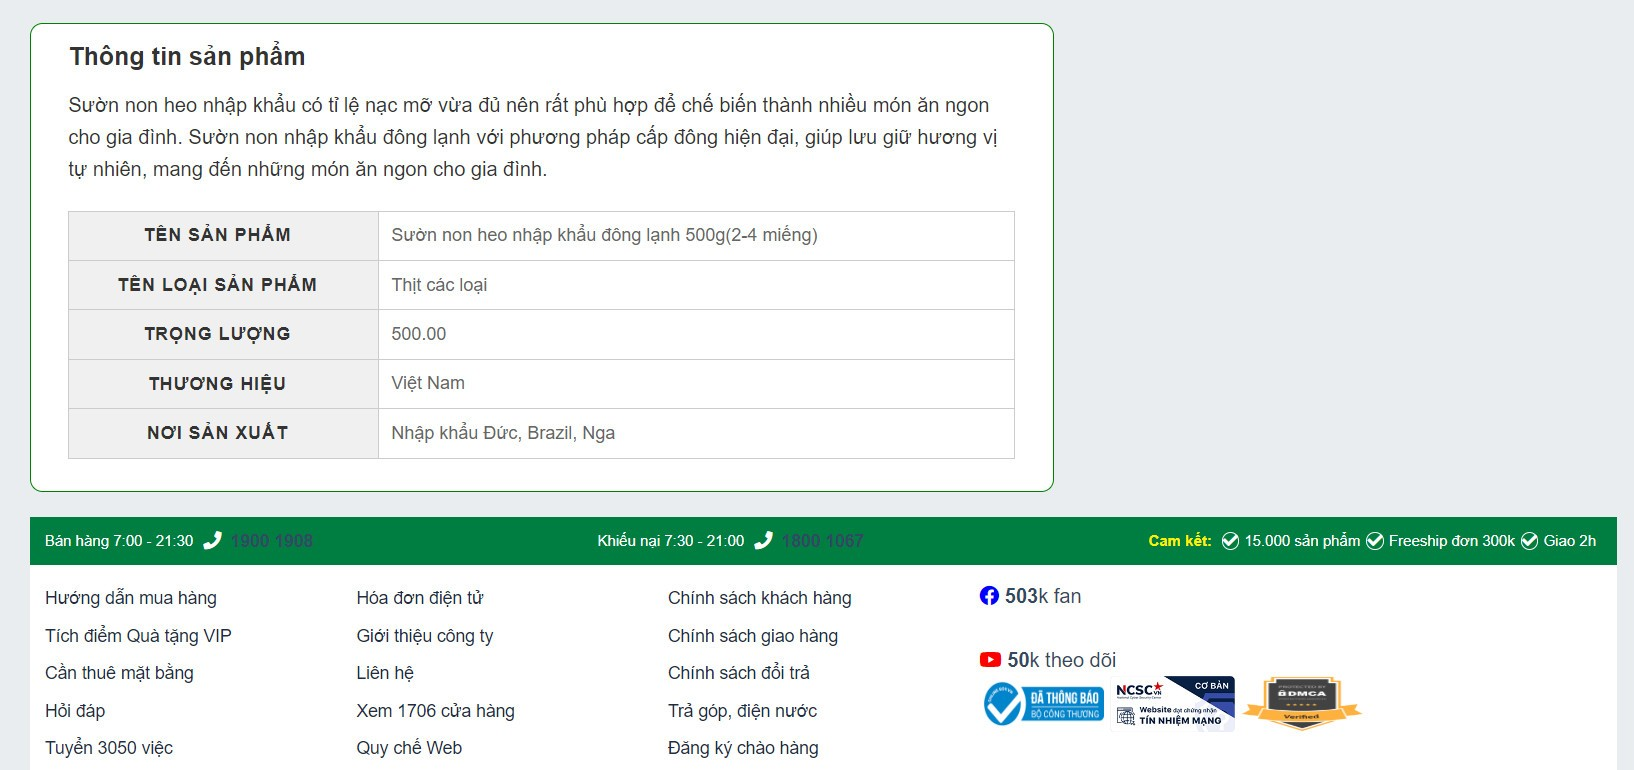 Thông tin sản phẩm
Sườn non heo nhập khẩu có tỉ lệ nạc mỡ vừa đủ nên rất phù hợp để chế biến thành nhiều món ăn ngon
cho gia đình. Sườn non nhập khẩu đông lạnh với phương pháp cấp đông hiện đại, giúp lưu giữ hương vị
tự nhiên, mang đến những món ăn ngon cho gia đình.
TÊN SẢN PHẨM Sườn non heo nhập khẩu đông lạnh 500g(2-4 miếng)
TÊN LOẠI SẢN PHẨM Thịt các loại
TRỌNG LƯỢNG 500.00
THƯƠNG HIỆU Việt Nam
NƠI SẢN XUẤT Nhập khẩu Đức, Brazil, Nga
Bán hàng 7:00 - 21:30 1900 1908 Khiếu nại 7:30 - 21:00 1800 1067 Cam kết: 15.000 sản phẩm Freeship đơn 300k Giao 2h
Hướng dẫn mua hàng
Tích điểm Quà tặng VIP
Cần thuê mặt bằng
Hỏi đáp
Tuyển 3050 việc
Hóa đơn điện tử
Giới thiệu công ty
Liên hệ
Xem 1706 cửa hàng
Quy chế Web
Chính sách khách hàng
Chính sách giao hàng
Chính sách đổi trả
Trả góp, điện nước
Đăng ký chào hàng
503k fan
50k theo dõi
ĐÃ THÔNG BÁO
BỘ CÔNG THƯƠNG
NCSC VN
CƠ BẢN
Website đạt chứng nhận
TÍN NHIỆM MẠNG
PROTECTED BY
DMCA
Verified